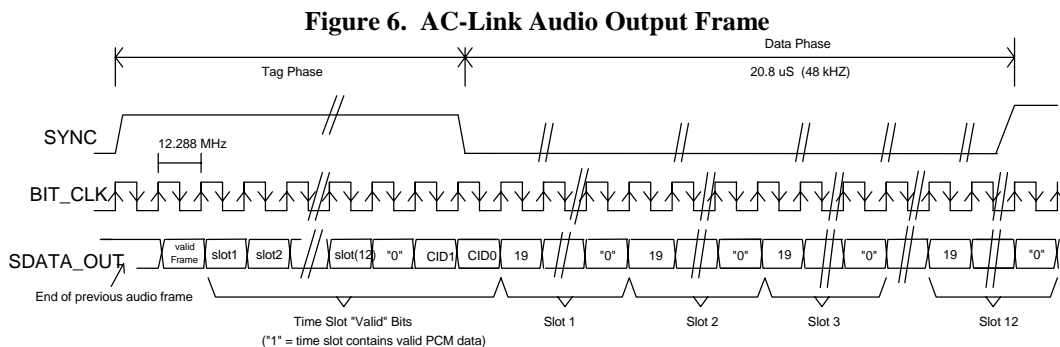 Figure 6. AC-Link Audio Output Frame
Data Phase
Tag Phase
20.8 uS (48 kHZ)
SYNC
12.288 MHz
BIT_CLK
SDATA_OUT
valid
Frame
slot1 slot2 slot(12) "0" CID1 CID0 19 "0" 19 "0" 19 "0" 19 "0"
End of previous audio frame
Time Slot "Valid" Bits
("1" = time slot contains valid PCM data)
Slot 1
Slot 2
Slot 3
Slot 12